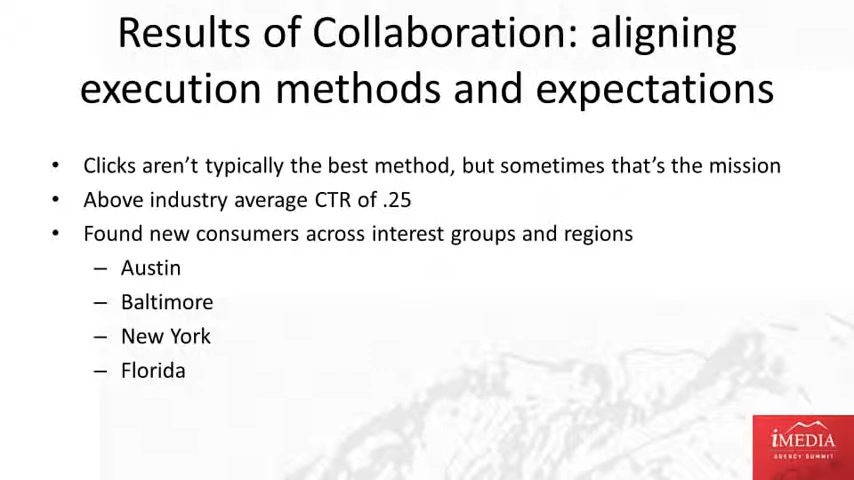 Results of Collaboration: aligning
execution methods and expectations
• Clicks aren’t typically the best method, but sometimes that’s the mission
• Above industry average CTR of .25
• Found new consumers across interest groups and regions
– Austin
– Baltimore
– New York
– Florida
iMEDIA
AGENCY SUMMIT